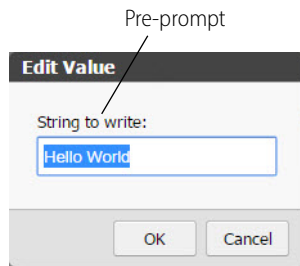 Pre-prompt
Edit Value
String to write:
Hello World
OK
Cancel